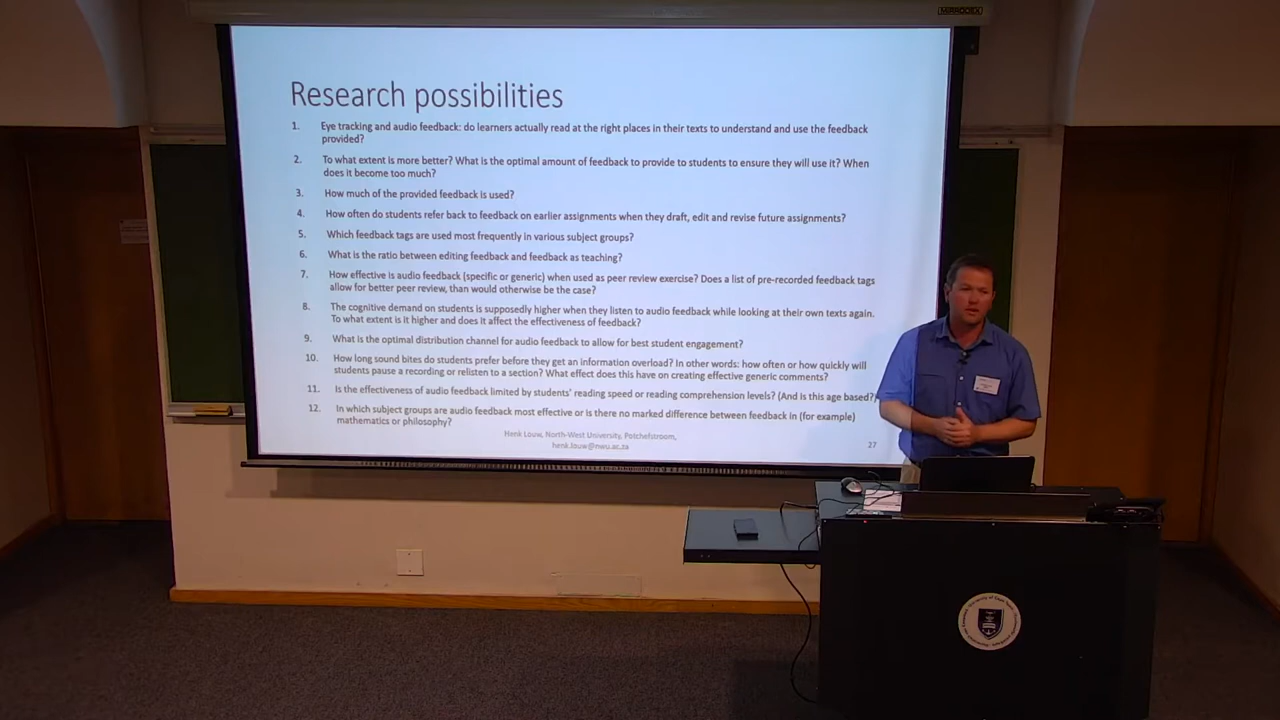 Research possibilities
1. Eye tracking and audio feedback: do learners actually read at the right places in their texts to understand and use the feedback
provided?
2. To what extent is more better? What is the optimal amount of feedback to provide to students to ensure they will use it? When
does it become too much?
3. How much of the provided feedback is used?
4. How often do students refer back to feedback on earlier assignments when they draft, edit and revise future assignments?
5. Which feedback tags are used most frequently in various subject groups?
6. What is the ratio between editing feedback and feedback as teaching?
7. How effective is audio feedback (specific or generic) when used as peer review exercise? Does a list of pre-recorded feedback tags
allow for better peer review, than would otherwise be the case?
8. The cognitive demand on students is supposedly higher when they listen to audio feedback while looking at their own texts again.
To what extent is it higher and does it affect the effectiveness of feedback?
9. What is the optimal distribution channel for audio feedback to allow for best student engagement?
10. How long sound bites do students prefer before they get an information overload? In other words: how often or how quickly will
students pause a recording or relisten to a section? What effect does this have on creating effective generic comments?
11. Is the effectiveness of audio feedback limited by students' reading speed or reading comprehension levels? (And is this age based?)
12. In which subject groups are audio feedback most effective or is there no marked difference between feedback in (for example)
mathematics or philosophy?
Henk Louw, North-West University, Potchefstroom,
henk.louw@nwu.ac.za
27